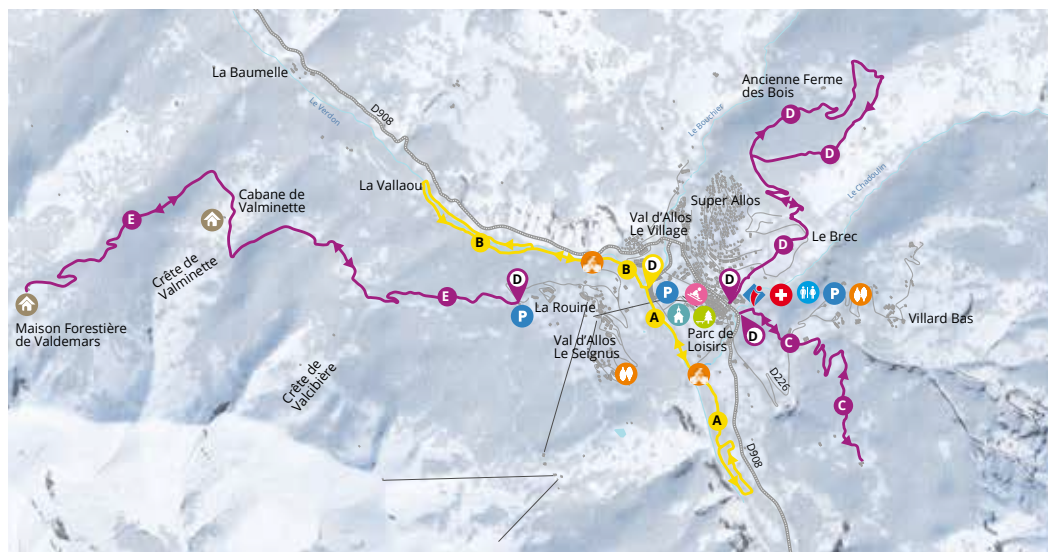 La Baumelle
Le Verdon
D908
Ancienne Ferme
des Bois
D
D
Le Bouchier
Le Chadoulin
La Vallaou
Cabane de
Valminette
E
Super Allos
Val d'Allos
Le Village
D
Le Brec
B
B
D
Crête de
Valminette
D
D
E
P
P
P
La Rouine
P
A
Maison Forestière
de Valdemars
Val d'Allos
Le Seignus
Parc de
Loisirs
D
C
Villard Bas
Crête de
Valcibière
D226
C
A
D908